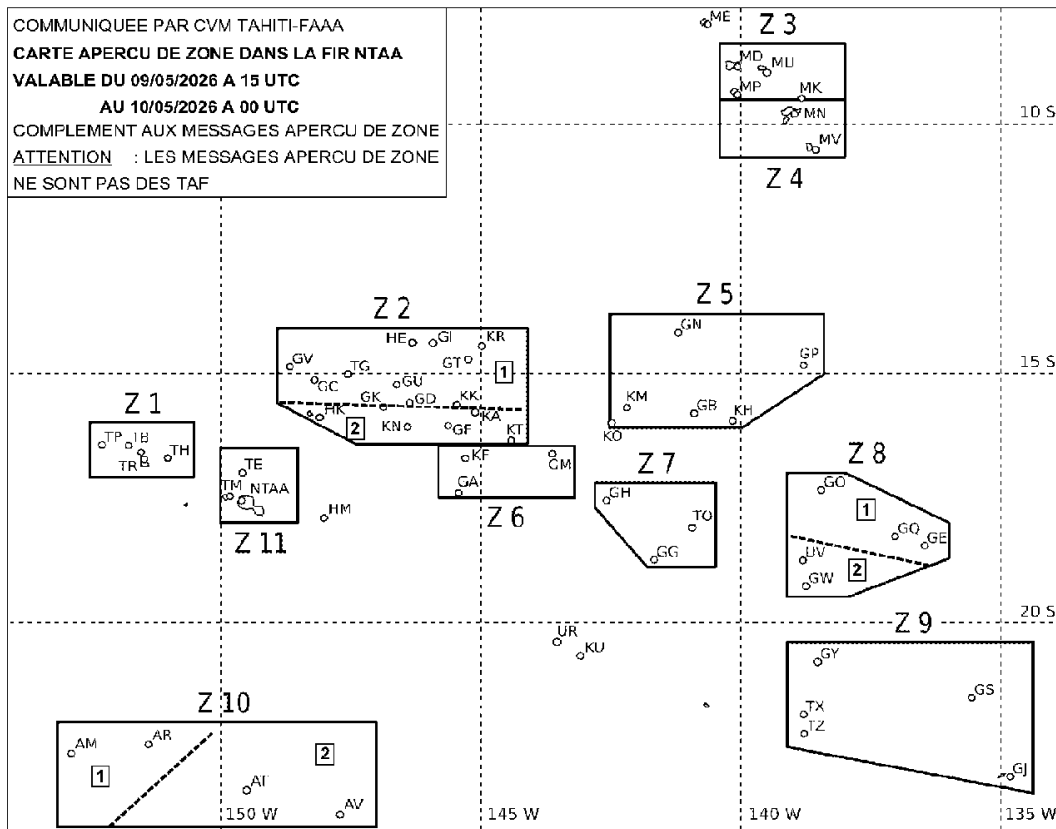 COMMUNIQUEE PAR CVM TAHITI-FAAA
CARTE APERCU DE ZONE DANS LA FIR NTAA
VALABLE DU 09/05/2026 A 15 UTC
AU 10/05/2026 A 00 UTC
COMPLEMENT AUX MESSAGES APERCU DE ZONE
ATTENTION : LES MESSAGES APERCU DE ZONE
NE SONT PAS DES TAF
ME
Z 3
MD
MU
MP
MK
MN
10 S
MV
Z 4
Z 2
Z 5
HE
GI
KR
GN
GV
TG
GT
1
GP
15 S
GC
GU
GK
GD
KK
KM
GB
KH
HK
2
KN
GF
KA
KT
KO
Z 1
TP
TR
TH
TE
TM
NTAA
HM
Z 11
KF
GM
GA
Z 6
Z 7
GH
TO
GG
Z 8
GO
1
GQ
GE
UV
2
GW
20 S
UR
KU
Z 9
GY
GS
TX
TZ
GJ
Z 10
AM
AR
1
2
AV
150 W
145 W
140 W
135 W